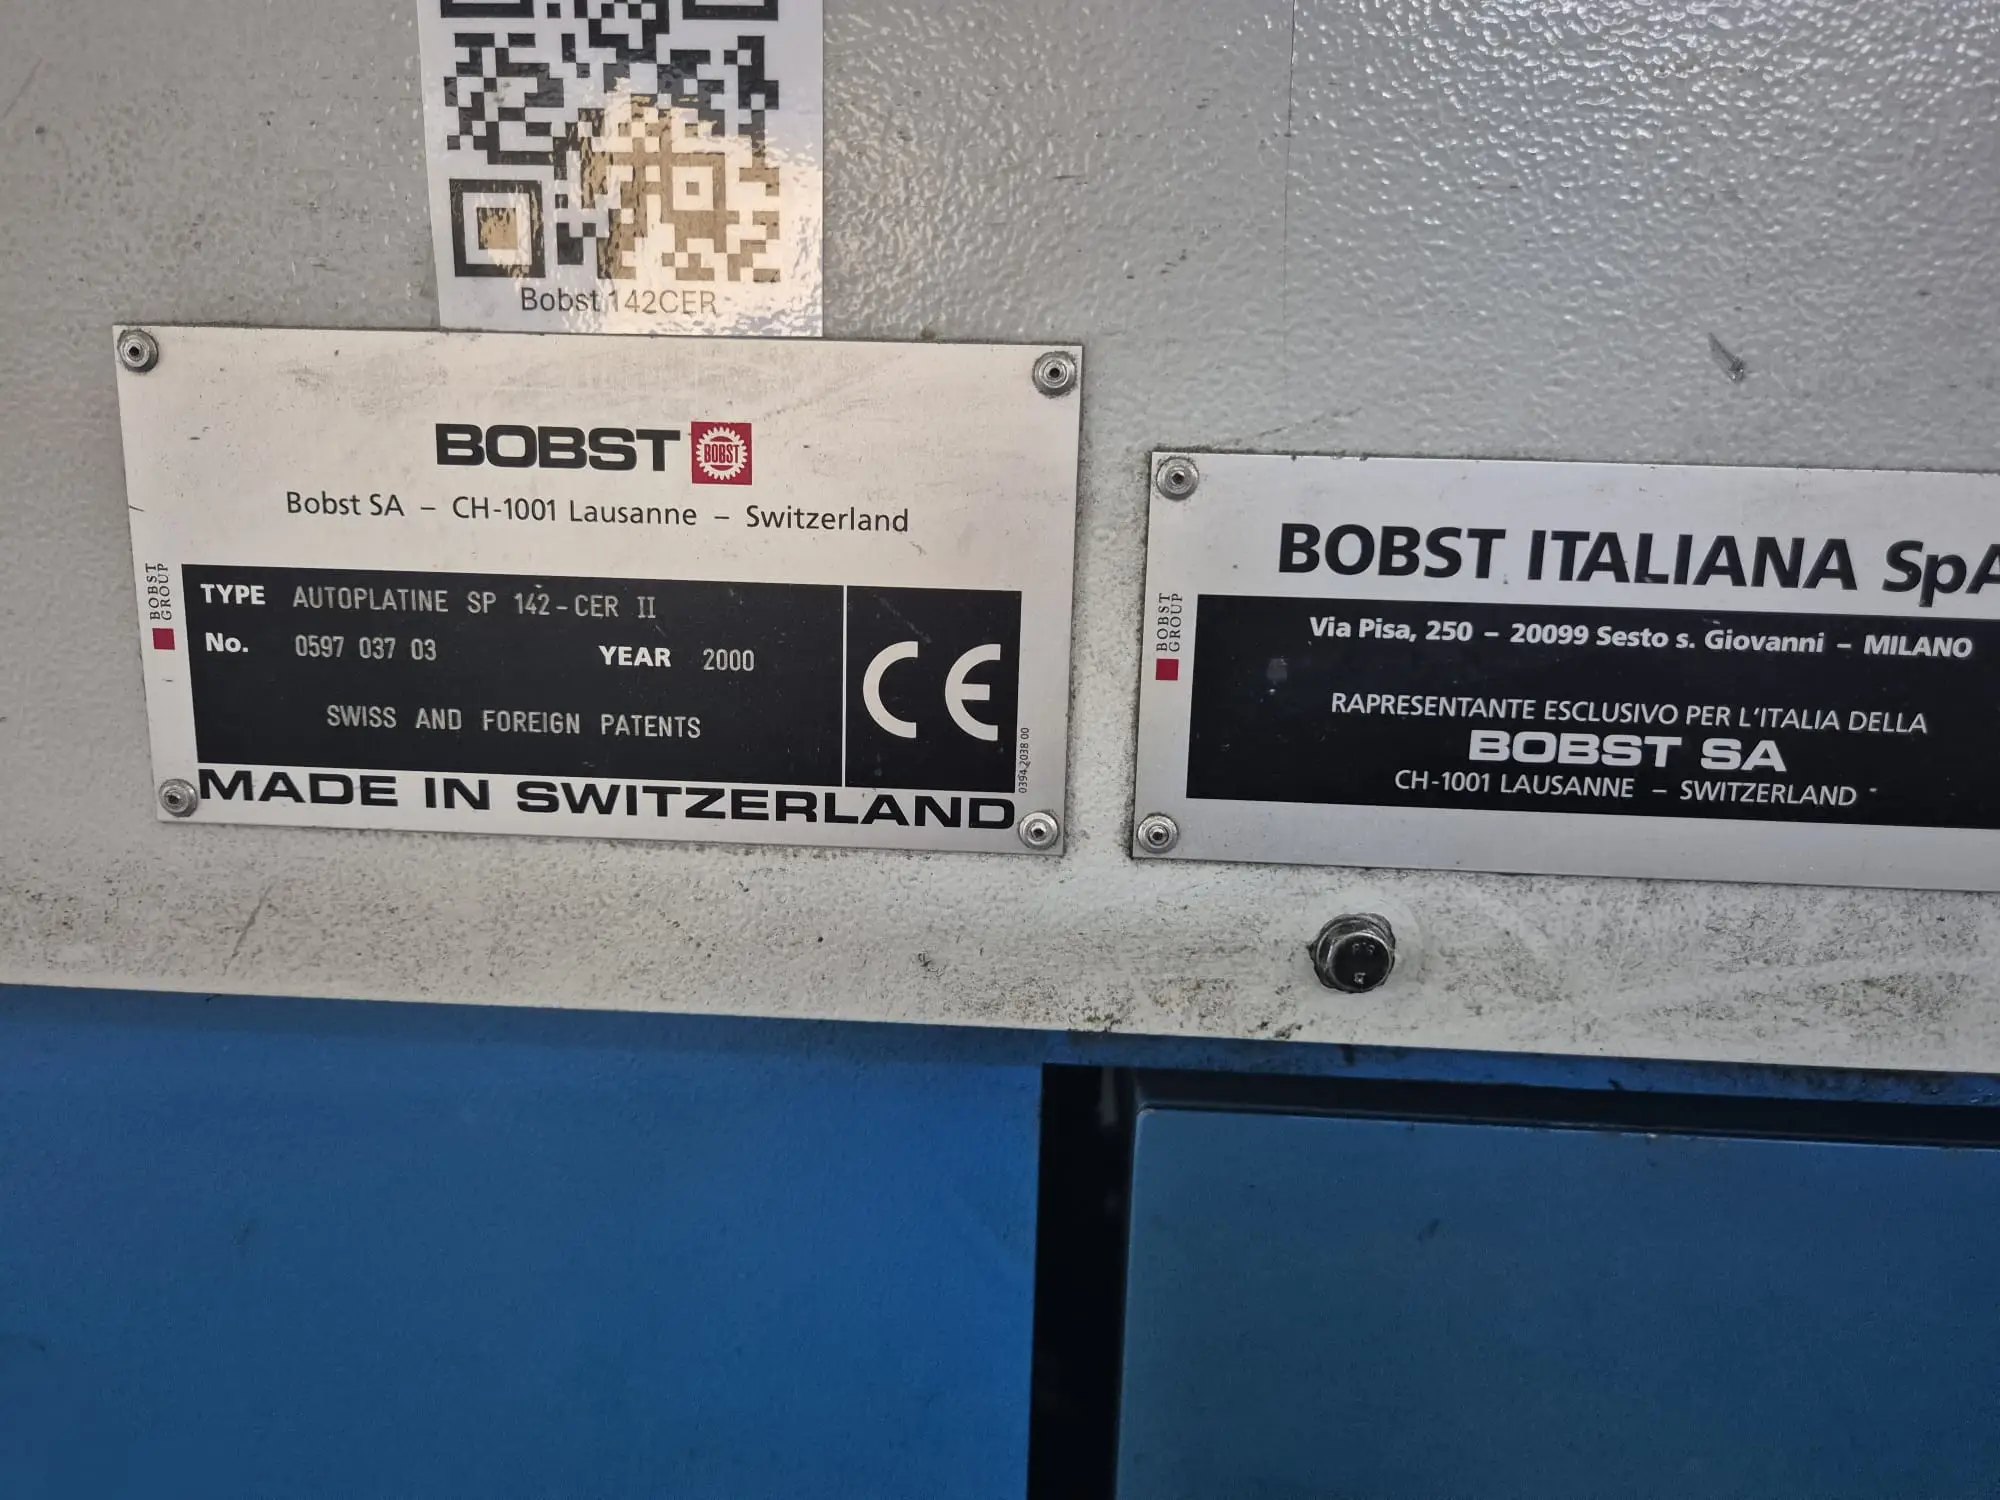 Bobst 142CER
BOBST BOBST
Bobst SA – CH-1001 Lausanne – Switzerland
BOBST GROUP
TYPE AUTOPLATINE SP 142-CER II
No. 0597 037 03 YEAR 2000
SWISS AND FOREIGN PATENTS
CE
0394 2038 00
MADE IN SWITZERLAND
BOBST ITALIANA SpA
BOBST GROUP
Via Pisa, 250 – 20099 Sesto s. Giovanni – MILANO
RAPRESENTANTE ESCLUSIVO PER L'ITALIA DELLA
BOBST SA
CH-1001 LAUSANNE – SWITZERLAND